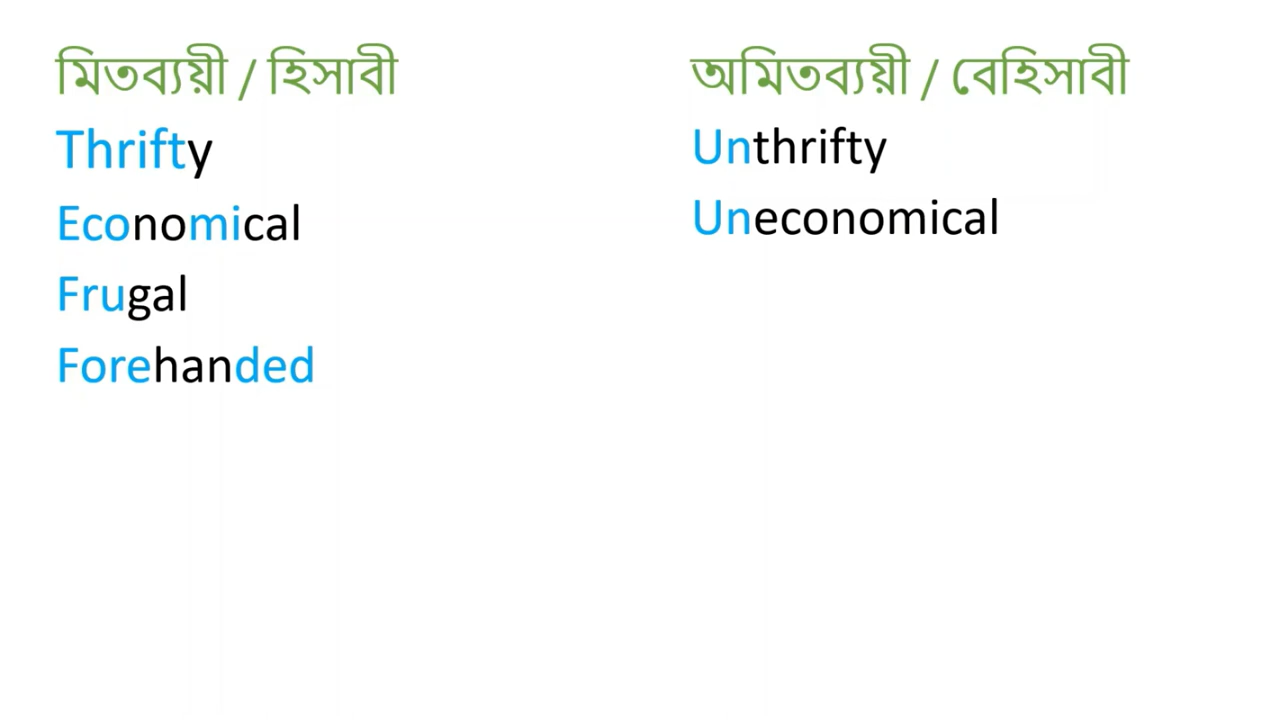 মিতব্যয়ী / হিসাবী
Thrifty
Economical
Frugal
Forehanded
অমিতব্যয়ী / বেহিসাবী
Unthrifty
Uneconomical